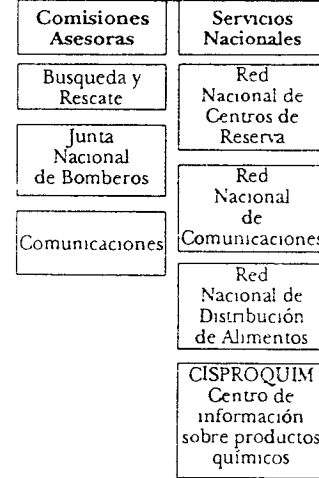 Comisiones
Asesoras
Busqueda y
Rescate
Junta
Nacional
de Bomberos
Comunicaciones
Servicios
Nacionales
Red
Nacional de
Centros de
Reserva
Red
Nacional
de
Comunicaciones
Red
Nacional de
Distribución
de Alimentos
CISPROQUIM
Centro de
información
sobre productos
químicos